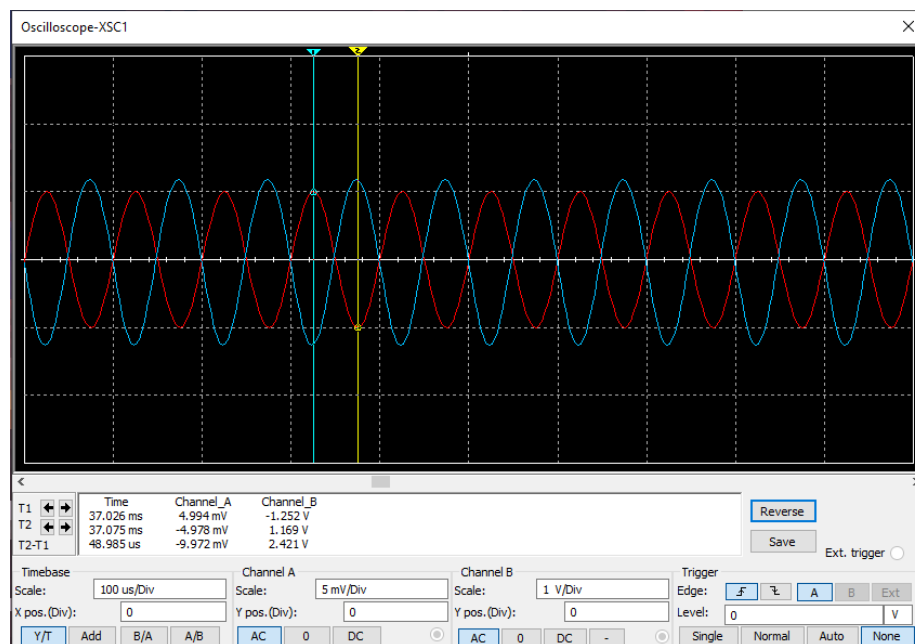 Oscilloscope-XSC1
1 2
Time Channel_A Channel_B
T1 37.026 ms 4.994 mV -1.252 V
T2 37.075 ms -4.978 mV 1.169 V
T2-T1 48.985 us -9.972 mV 2.421 V
Reverse
Save
Ext. trigger
Timebase Channel A Channel B Trigger
Scale: 100 us/Div Scale: 5 mV/Div Scale: 1 V/Div Edge: A B Ext
X pos.(Div): 0 Y pos.(Div): 0 Y pos.(Div): 0 Level: 0 V
Y/T Add B/A A/B AC 0 DC AC 0 DC - Single Normal Auto None